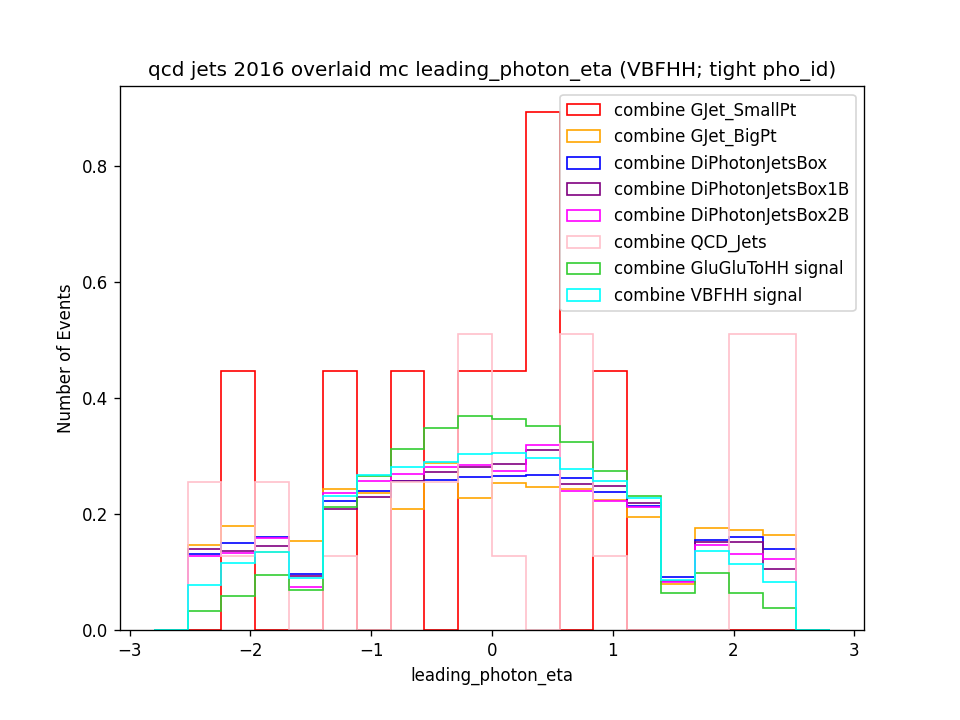 qcd jets 2016 overlaid mc leading_photon_eta (VBFHH; tight pho_id)
combine GJet_SmallPt
combine GJet_BigPt
combine DiPhotonJetsBox
combine DiPhotonJetsBox1B
combine DiPhotonJetsBox2B
combine QCD_Jets
combine GluGluToHH signal
combine VBFHH signal
Number of Events
0.8
0.6
0.4
0.2
0.0
−3
−2
−1
0
1
2
3
leading_photon_eta